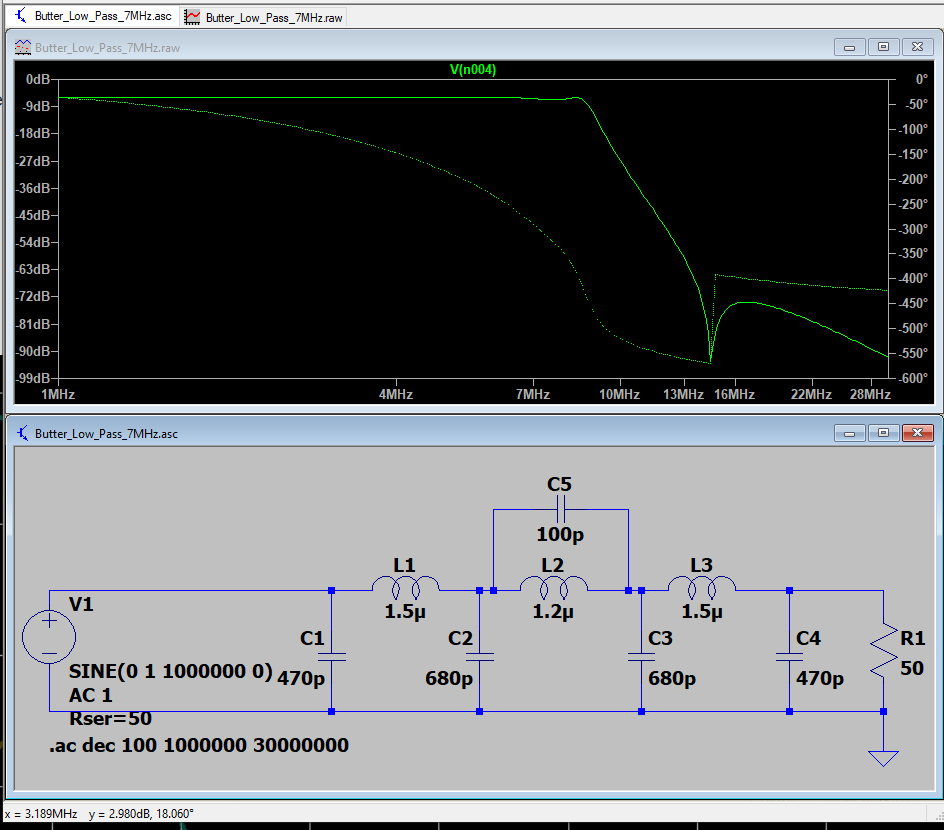 Butter_Low_Pass_7MHz.asc Butter_Low_Pass_7MHz.raw
Butter_Low_Pass_7MHz.raw
V(n004)
0dB 0°
-9dB -50°
-18dB -100°
-27dB -150°
-36dB -200°
-45dB -250°
-54dB -300°
-63dB -350°
-72dB -400°
-81dB -450°
-90dB -500°
-99dB -550°
-600°
1MHz 4MHz 7MHz 10MHz 13MHz 16MHz 22MHz 28MHz
Butter_Low_Pass_7MHz.asc
C5
100p
L1 L2 L3
1.5µ 1.2µ 1.5µ
V1
C1 C2 C3 C4 R1
470p 680p 680p 470p 50
SINE(0 1 1000000 0)
AC 1
Rser=50
.ac dec 100 1000000 30000000
x = 3.189MHz y = 2.980dB, 18.060°